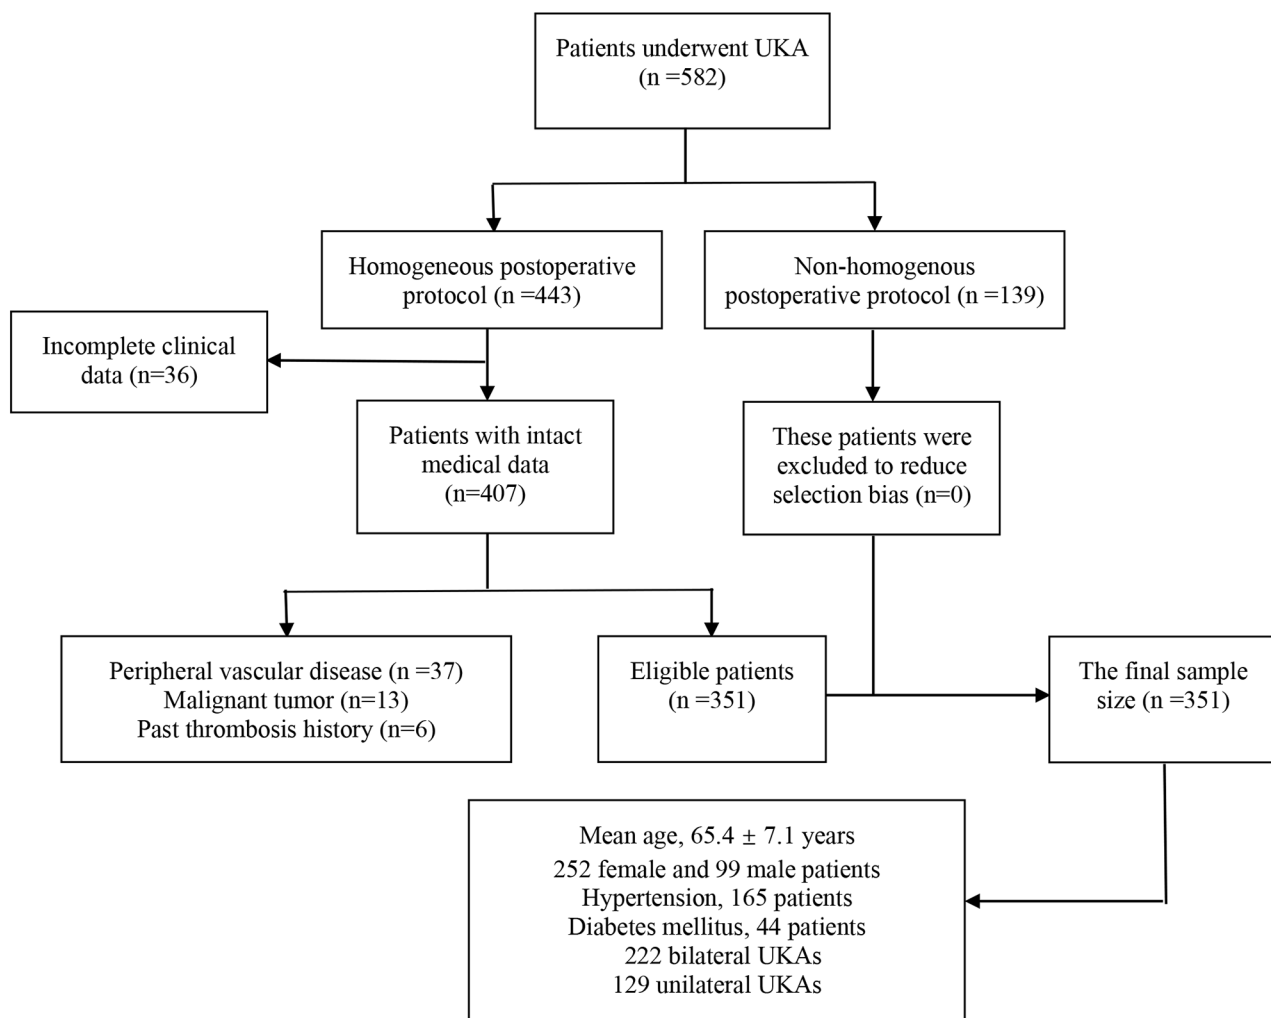 Patients underwent UKA
(n =582)
Homogeneous postoperative
protocol (n =443)
Non-homogenous
postoperative protocol (n =139)
Incomplete clinical
data (n=36)
Patients with intact
medical data
(n=407)
These patients were
excluded to reduce
selection bias (n=0)
Peripheral vascular disease (n =37)
Malignant tumor (n=13)
Past thrombosis history (n=6)
Eligible patients
(n =351)
The final sample
size (n =351)
Mean age, 65.4 ± 7.1 years
252 female and 99 male patients
Hypertension, 165 patients
Diabetes mellitus, 44 patients
222 bilateral UKAs
129 unilateral UKAs